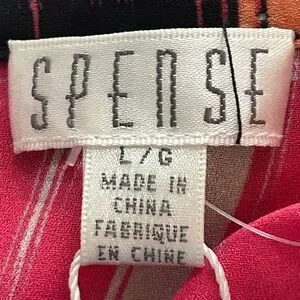 SPENSE
L/G
MADE IN
CHINA
FABRIQUE
EN CHINE